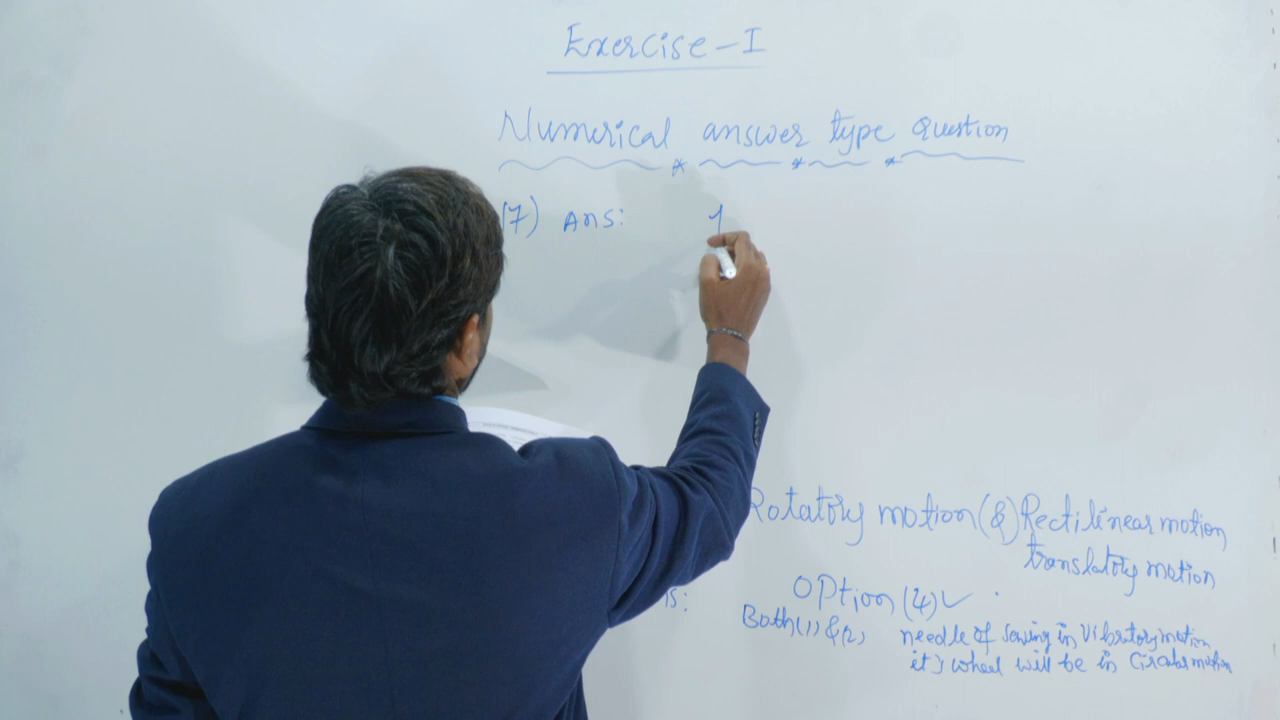 Exercise-I
Numerical answer type question
(7) Ans: 1
Rotatory motion (&) Rectilinear motion
translatory motion
Option (4) ✓
Both (1) & (2) needle of sewing in Vibratory motion
it's wheel will be in Circular motion